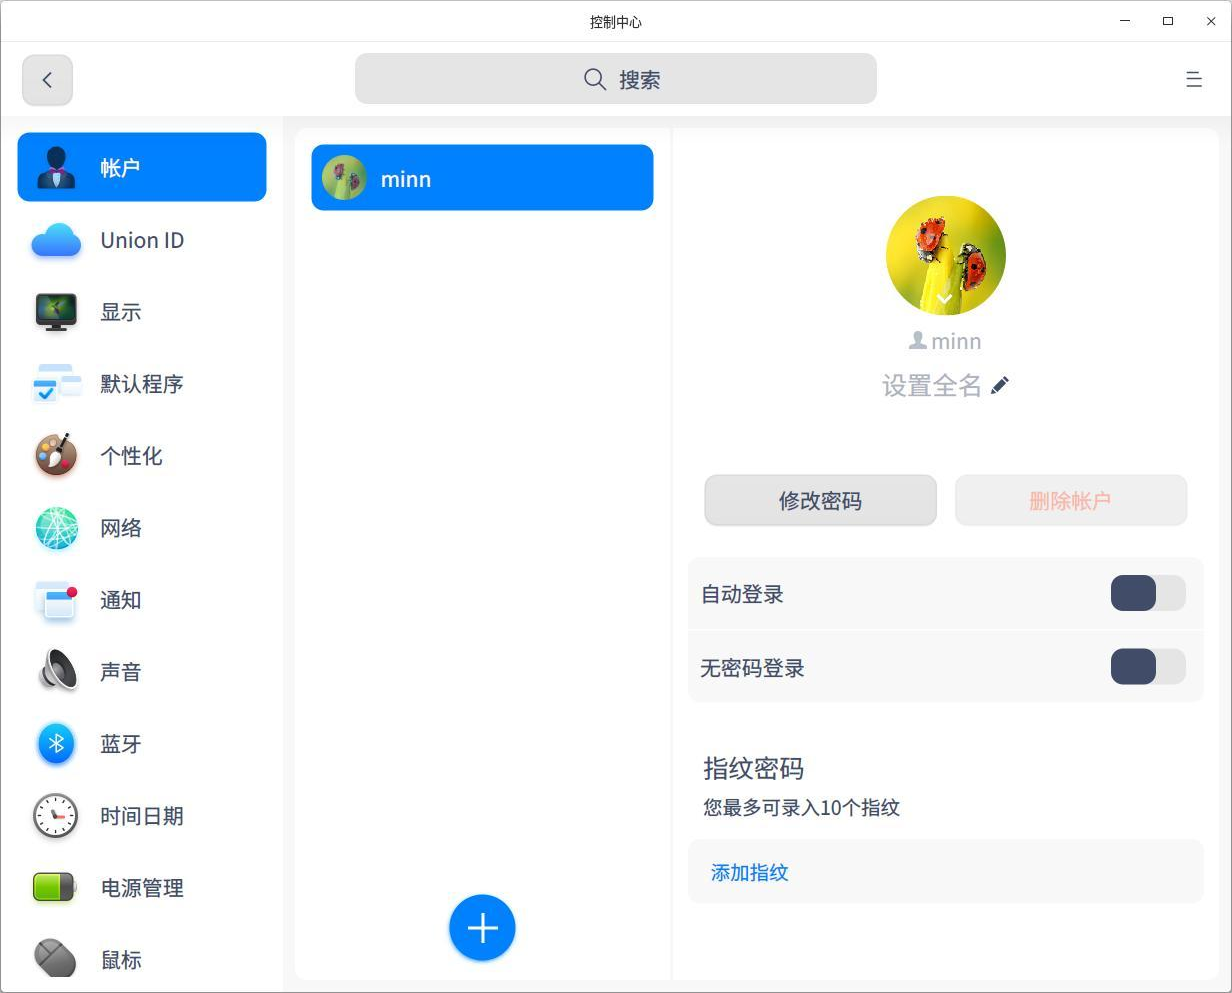 控制中心
搜索
帐户
Union ID
显示
默认程序
个性化
网络
通知
声音
蓝牙
时间日期
电源管理
鼠标
minn
minn
设置全名
修改密码
删除帐户
自动登录
无密码登录
指纹密码
您最多可录入10个指纹
添加指纹